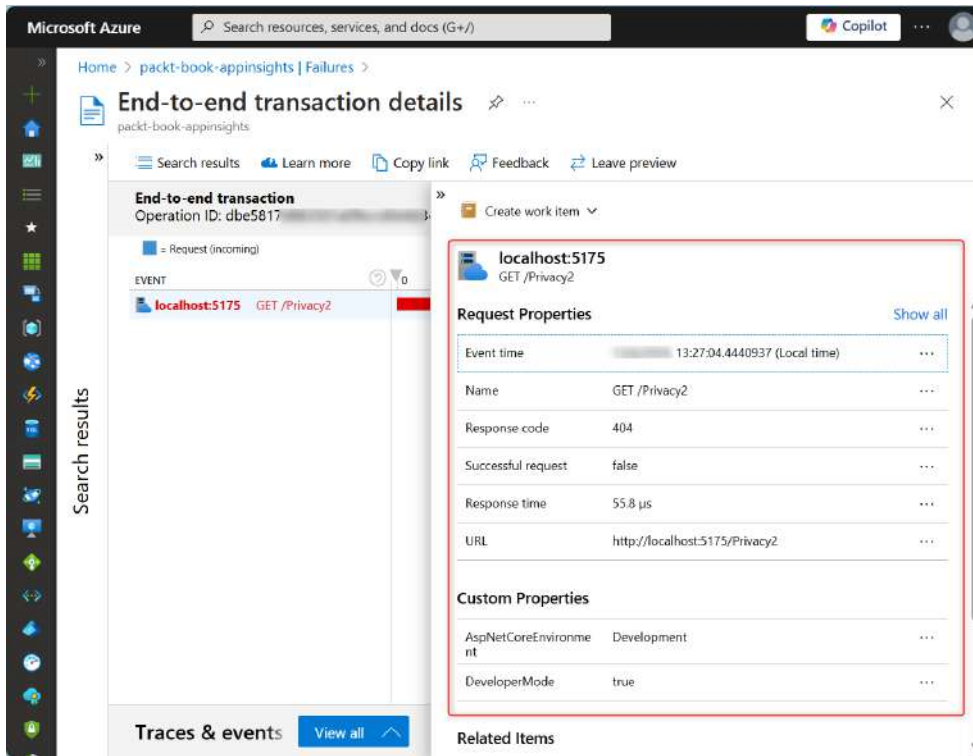 Microsoft Azure
Search resources, services, and docs (G+/)
Copilot
Home > packt-book-appinsights | Failures >
End-to-end transaction details
packt-book-appinsights
Search results
Learn more
Copy link
Feedback
Leave preview
Search results
End-to-end transaction
Operation ID: dbe5817
= Request (incoming)
EVENT
0
localhost:5175 GET /Privacy2
Traces & events
View all
Create work item
localhost:5175
GET /Privacy2
Request Properties
Show all
Event time 13:27:04.4440937 (Local time)
Name GET /Privacy2
Response code 404
Successful request false
Response time 55.8 µs
URL http://localhost:5175/Privacy2
Custom Properties
AspNetCoreEnvironme Development
nt
DeveloperMode true
Related Items